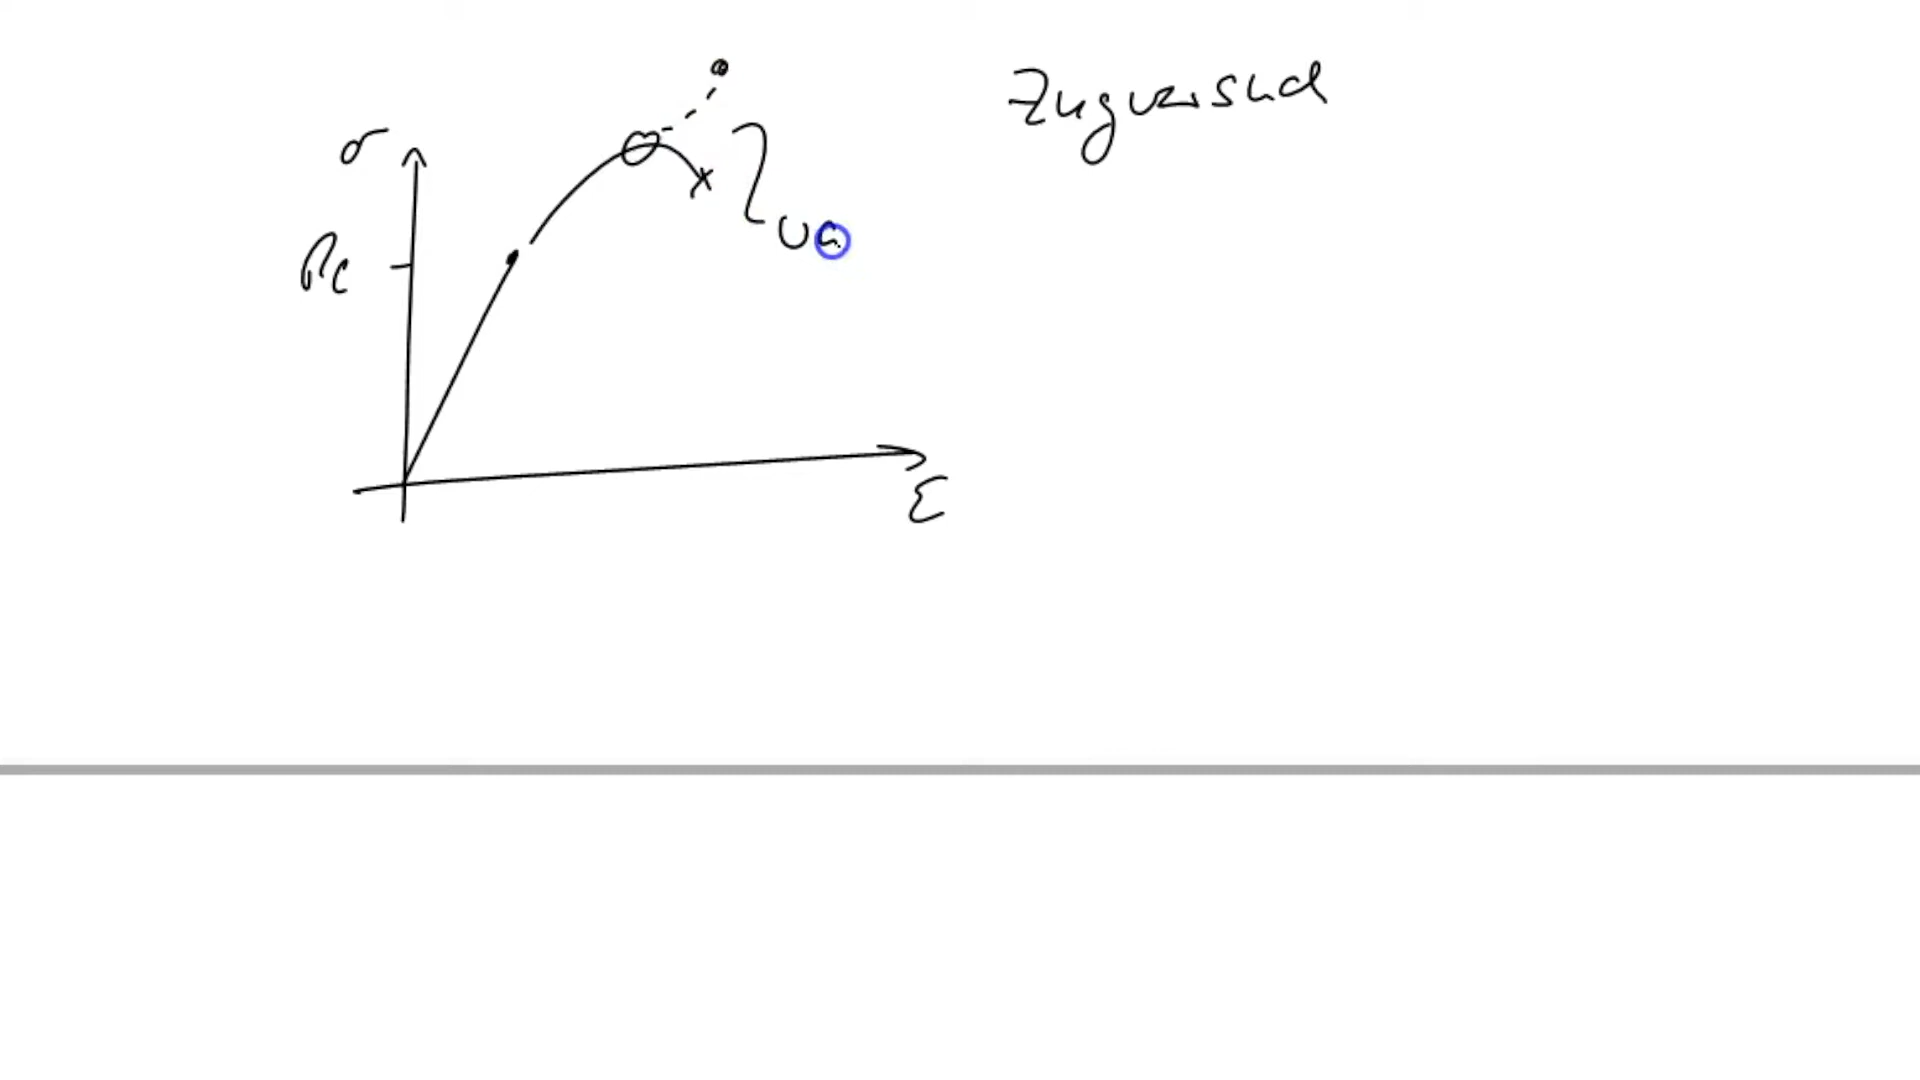 Zugversuch
σ
Re
ε